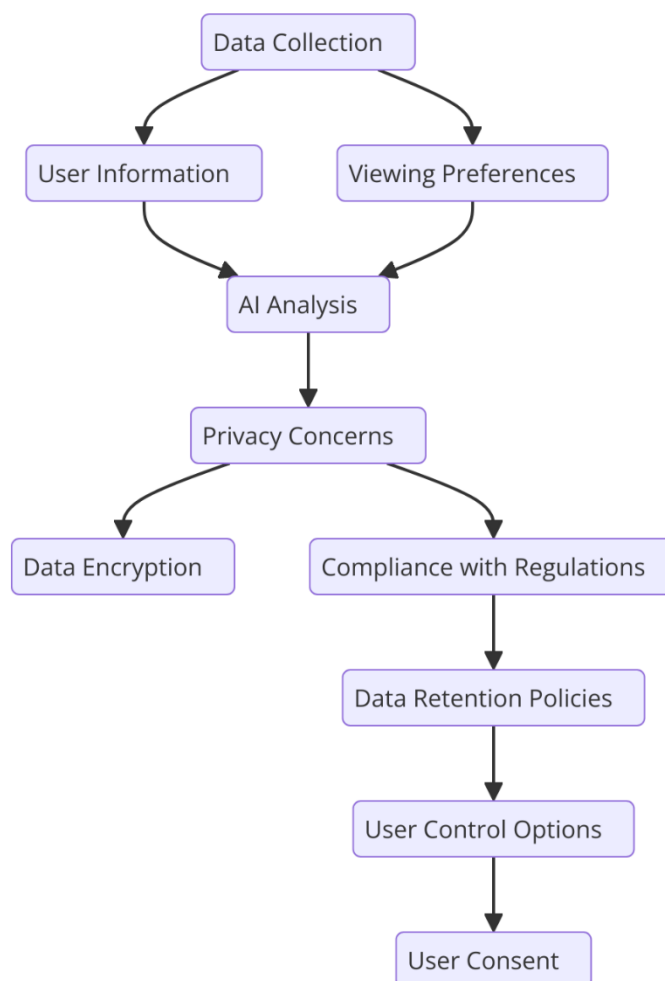 Data Collection
User Information
Viewing Preferences
AI Analysis
Privacy Concerns
Data Encryption
Compliance with Regulations
Data Retention Policies
User Control Options
User Consent